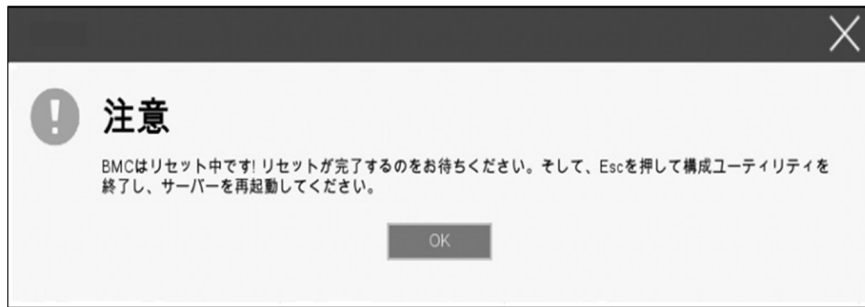 注意
BMCはリセット中です! リセットが完了するのをお待ちください。そして、Escを押して構成ユーティリティを
終了し、サーバーを再起動してください。
OK